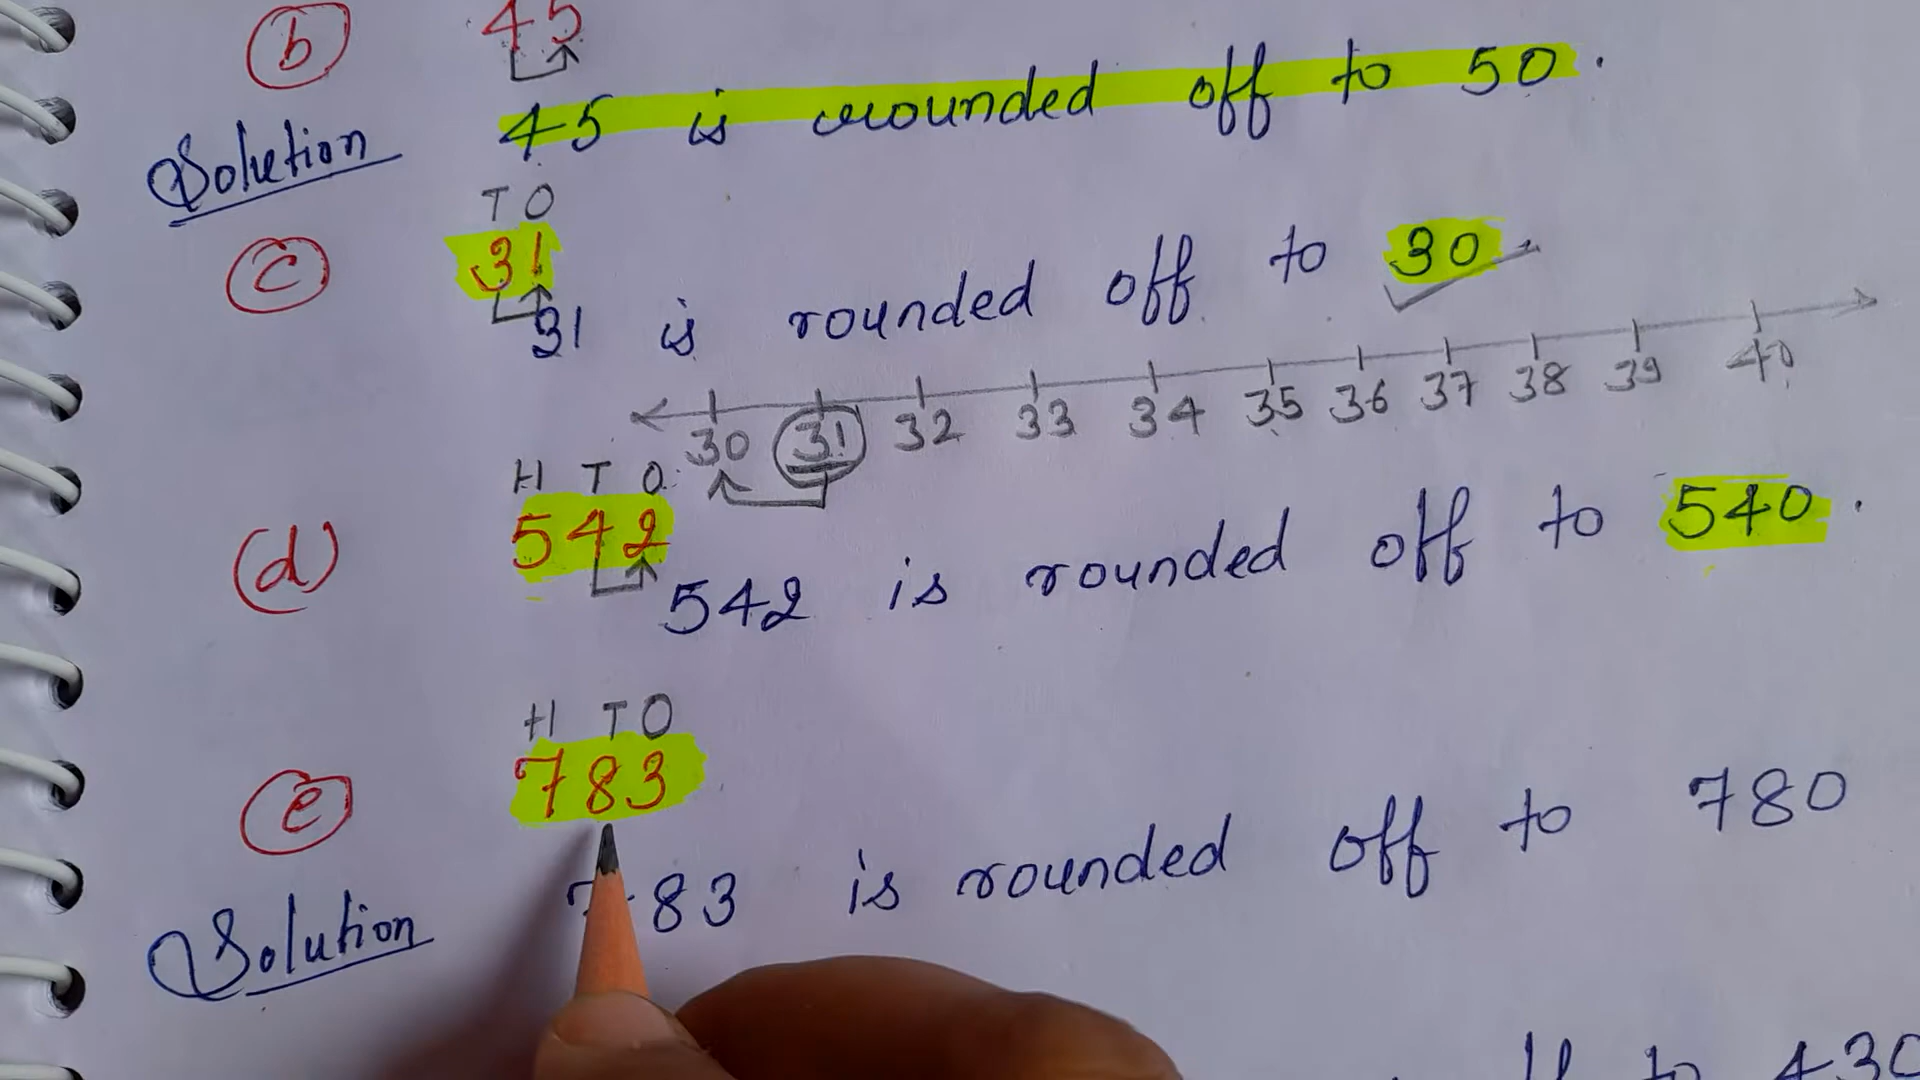 (b) 45
45 is rounded off to 50.
Solution
T O
(c) 31
31 is rounded off to 30.
30 31 32 33 34 35 36 37 38 39 40
H T O
(d) 542
542 is rounded off to 540.
H T O
(e) 783
783 is rounded off to 780
Solution
to 430